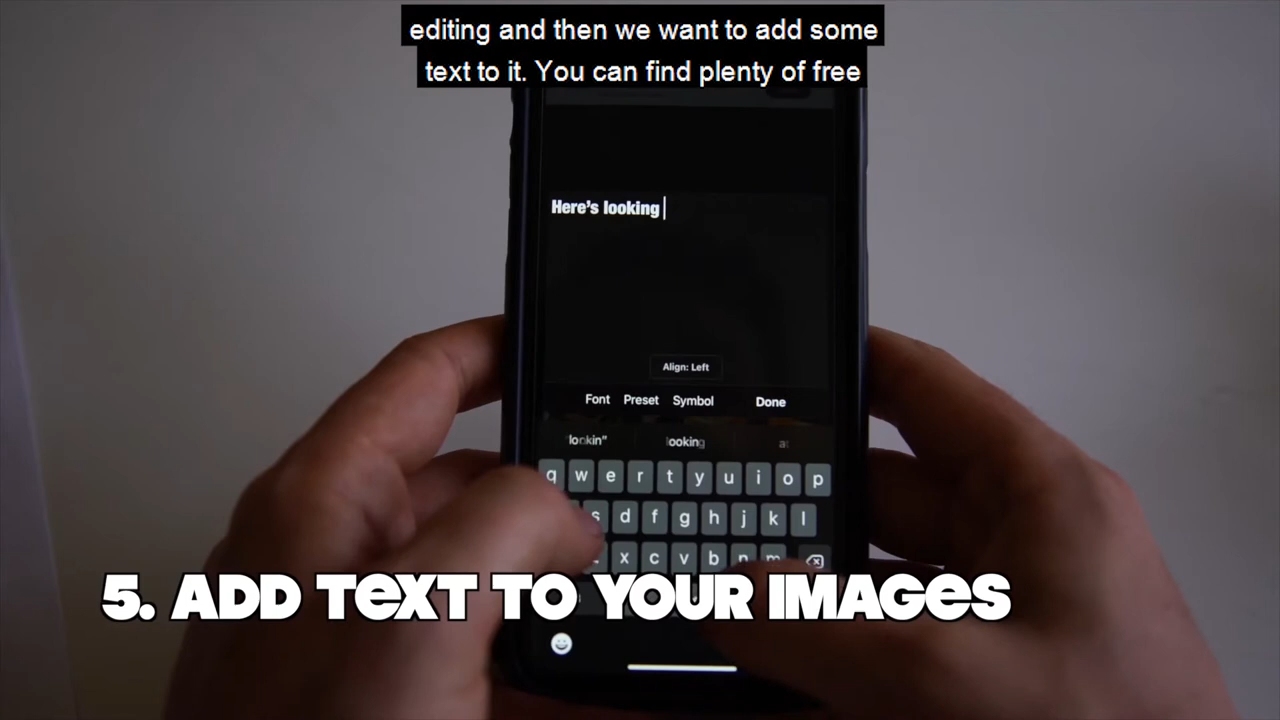 editing and then we want to add some
text to it. You can find plenty of free
Here's looking
Align: Left
Font Preset Symbol Done
"lookin" looking at
q w e r t y u i o p
s d f g h j k l
x c v b n m
5. ADD TEXT TO YOUR IMAGES